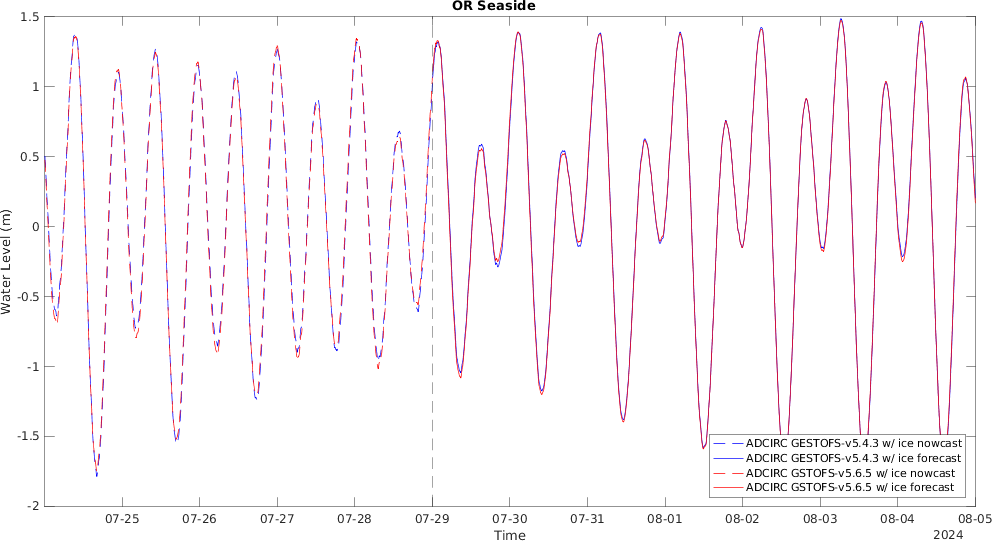 OR Seaside
1.5
1
0.5
0
-0.5
-1
-1.5
-2
Water Level (m)
ADCIRC GESTOFS-v5.4.3 w/ ice nowcast
ADCIRC GESTOFS-v5.4.3 w/ ice forecast
ADCIRC GSTOFS-v5.6.5 w/ ice nowcast
ADCIRC GSTOFS-v5.6.5 w/ ice forecast
07-25 07-26 07-27 07-28 07-29 07-30 07-31 08-01 08-02 08-03 08-04 08-05
Time
2024